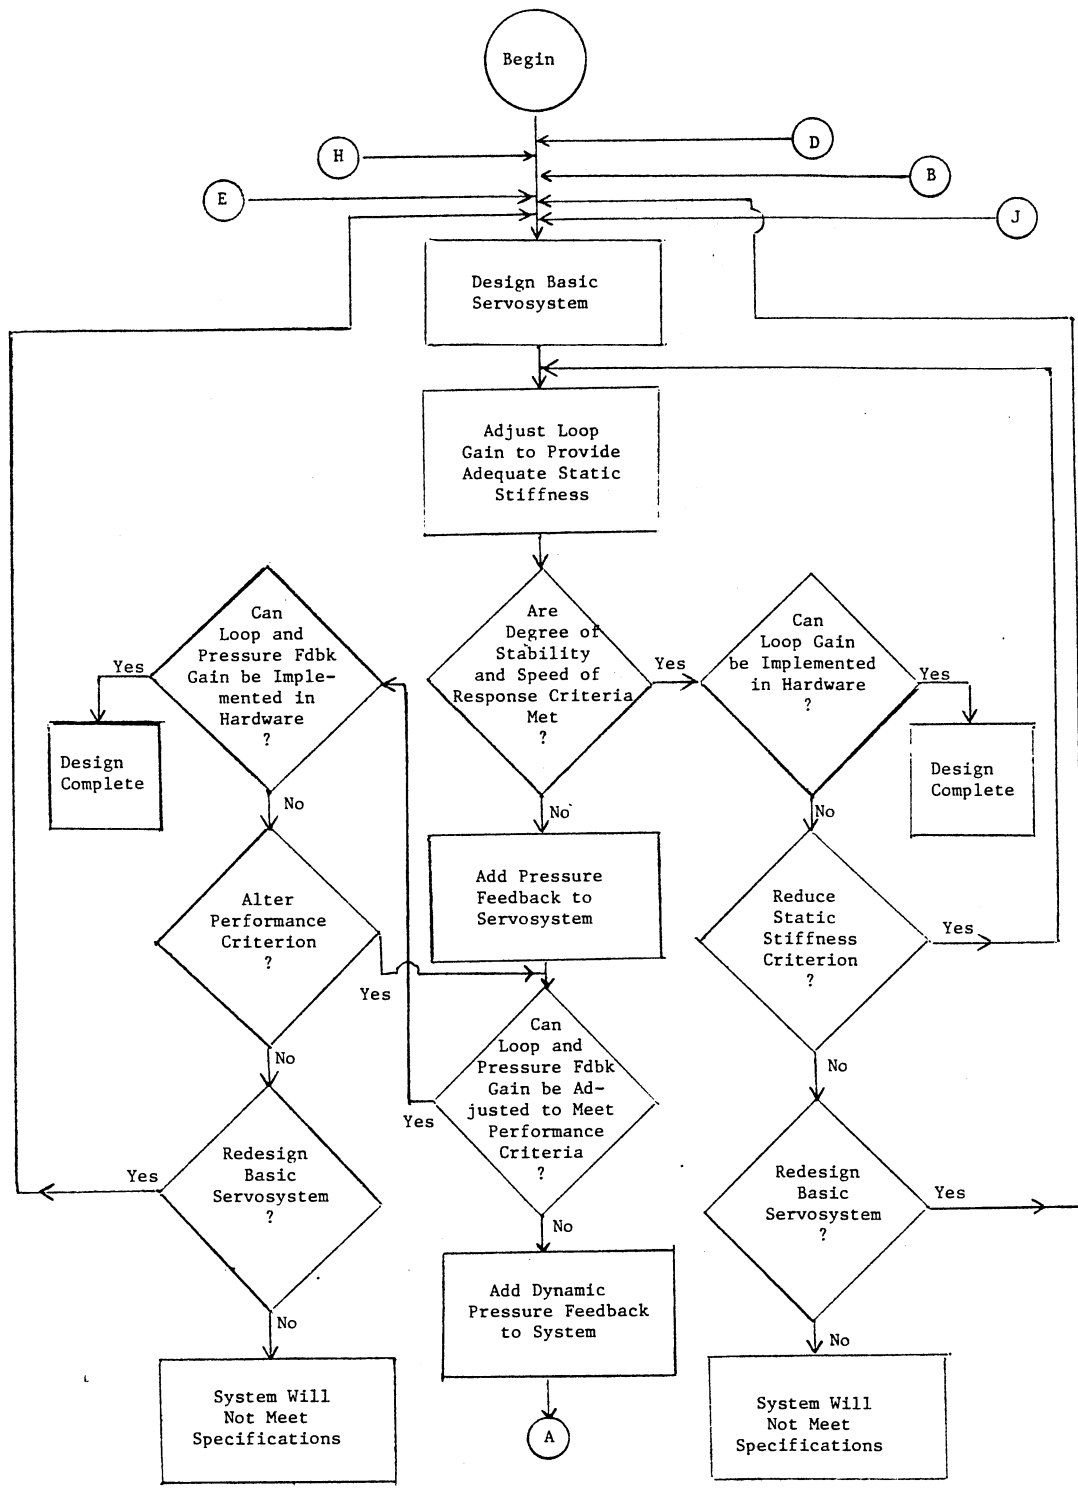 Begin
D
H
B
E
J
Design Basic
Servosystem
Adjust Loop
Gain to Provide
Adequate Static
Stiffness
Can
Loop and
Pressure Fdbk
Gain be Imple-
mented in
Hardware
?
Yes
Design
Complete
No
Are
Degree of
Stability
and Speed of
Response Criteria
Met
?
Yes
No
Can
Loop Gain
be Implemented
in Hardware
?
Yes
Design
Complete
No
Alter
Performance
Criterion
?
Yes
No
Add Pressure
Feedback to
Servosystem
Reduce
Static
Stiffness
Criterion
?
Yes
No
Can
Loop and
Pressure Fdbk
Gain be Ad-
justed to Meet
Performance
Criteria
?
Yes
No
Redesign
Basic
Servosystem
?
Yes
No
Redesign
Basic
Servosystem
?
Yes
No
Add Dynamic
Pressure Feedback
to System
A
System Will
Not Meet
Specifications
System Will
Not Meet
Specifications